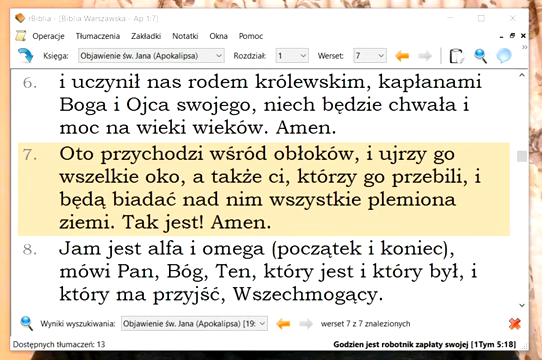 rBiblia - [Biblia Warszawska - Ap 1:7]
Operacje Tłumaczenia Zakładki Notatki Okna Pomoc
Księga: Objawienie św. Jana (Apokalipsa) Rozdział: 1 Werset: 7
6. i uczynił nas rodem królewskim, kapłanami
Boga i Ojca swojego, niech będzie chwała i
moc na wieki wieków. Amen.
7. Oto przychodzi wśród obłoków, i ujrzy go
wszelkie oko, a także ci, którzy go przebili, i
będą biadać nad nim wszystkie plemiona
ziemi. Tak jest! Amen.
8. Jam jest alfa i omega (początek i koniec),
mówi Pan, Bóg, Ten, który jest i który był, i
który ma przyjść, Wszechmogący.
Wyniki wyszukiwania: Objawienie św. Jana (Apokalipsa) [19: werset 7 z 7 znalezionych
Dostępnych tłumaczeń: 13 Godzien jest robotnik zapłaty swojej [1Tym 5:18]